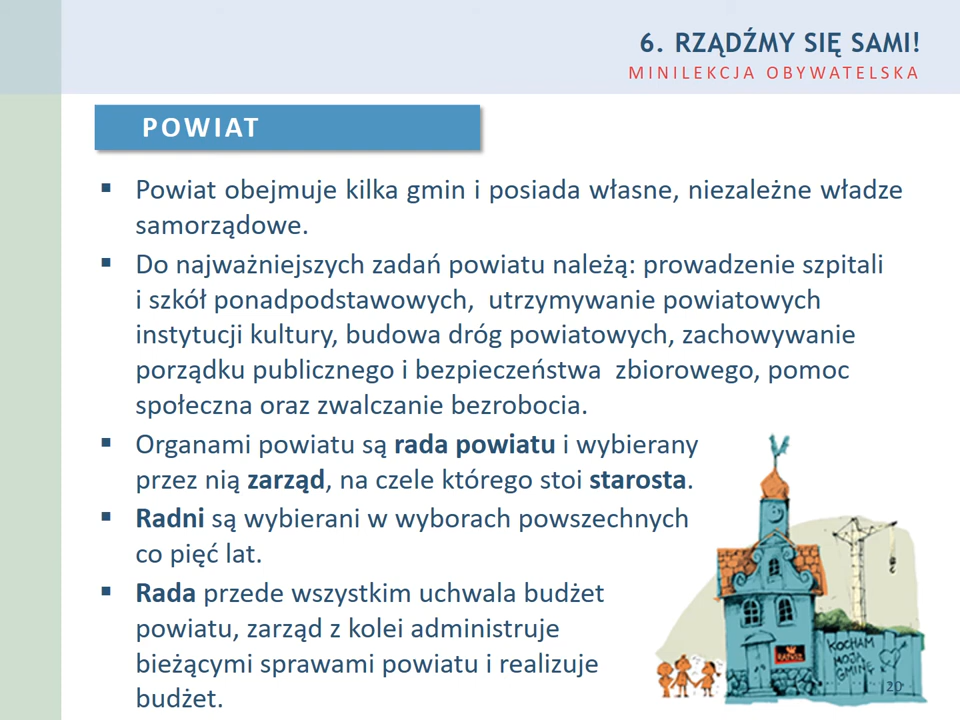 6. RZĄDŹMY SIĘ SAMI!
MINILEKCJA OBYWATELSKA
POWIAT
▪ Powiat obejmuje kilka gmin i posiada własne, niezależne władze
samorządowe.
▪ Do najważniejszych zadań powiatu należą: prowadzenie szpitali
i szkół ponadpodstawowych, utrzymywanie powiatowych
instytucji kultury, budowa dróg powiatowych, zachowywanie
porządku publicznego i bezpieczeństwa zbiorowego, pomoc
społeczna oraz zwalczanie bezrobocia.
▪ Organami powiatu są rada powiatu i wybierany
przez nią zarząd, na czele którego stoi starosta.
▪ Radni są wybierani w wyborach powszechnych
co pięć lat.
▪ Rada przede wszystkim uchwala budżet
powiatu, zarząd z kolei administruje
bieżącymi sprawami powiatu i realizuje
budżet.
RATUSZ
KOCHAM
MOJĄ
GMINĘ
20